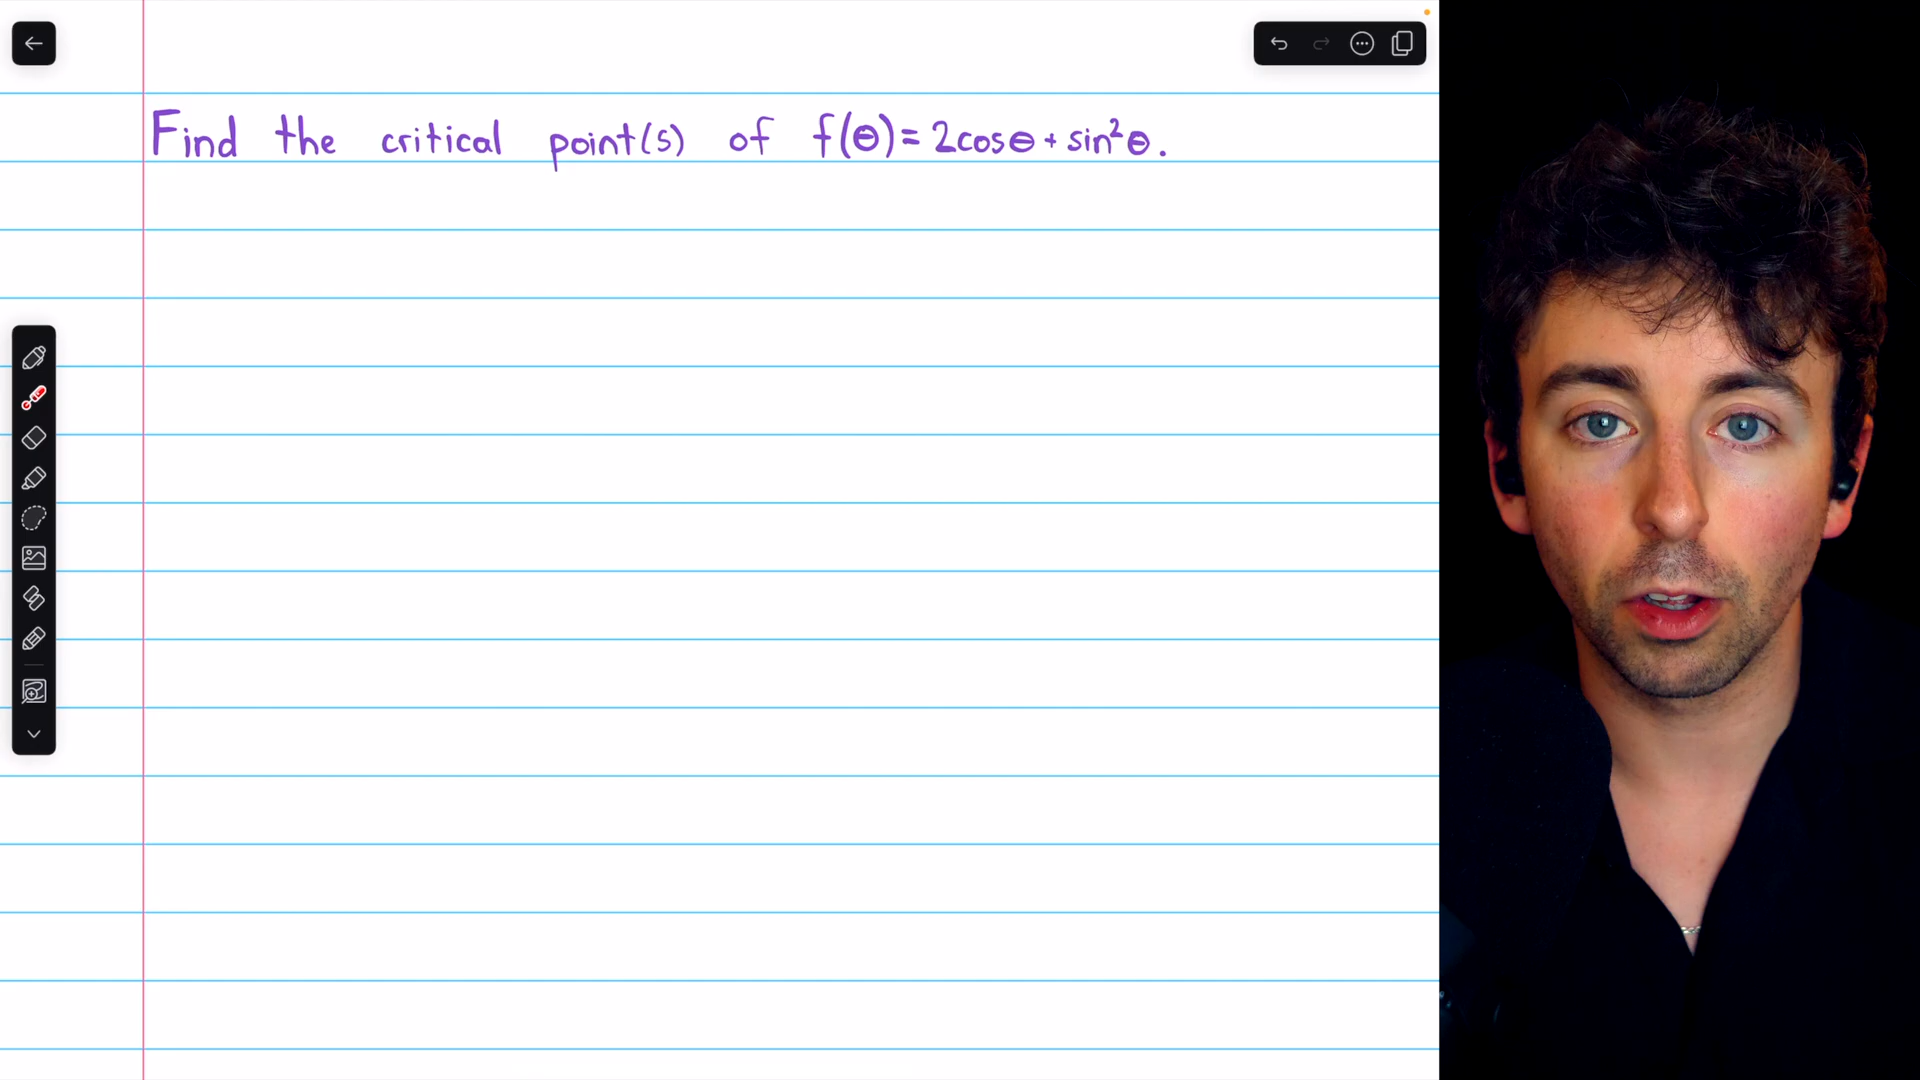 Find the critical point(s) of f(θ)= 2cosθ + sin²θ.